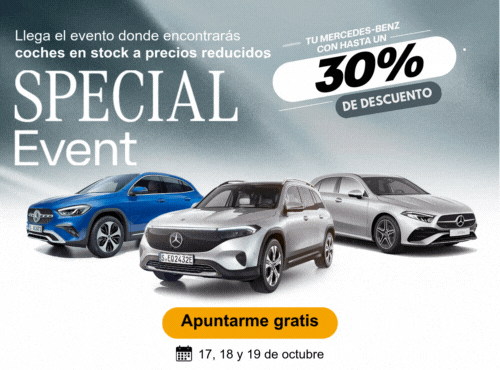 Llega el evento donde encontrarás
coches en stock a precios reducidos
SPECIAL
Event
TU MERCEDES-BENZ
CON HASTA UN
30%
DE DESCUENTO
S·EQ2432E
Apuntarme gratis
17, 18 y 19 de octubre